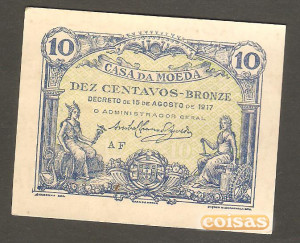 10 10
CASA DA MOEDA
DEZ CENTAVOS-BRONZE
DECRETO DE 15 DE AGOSTO DE 1917
O ADMINISTRADOR GERAL
AF
coisas